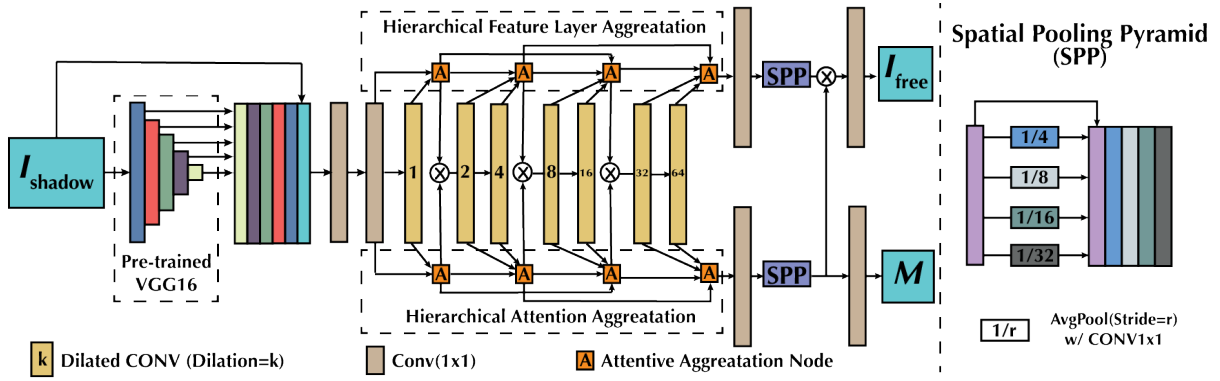 Hierarchical Feature Layer Aggreatation
A A A A
SPP
I free
I shadow
1 2 4 8 16 32 64
Pre-trained
VGG16
A A A A
SPP
M
Hierarchical Attention Aggreatation
k Dilated CONV (Dilation=k)
Conv(1x1)
A Attentive Aggreatation Node
Spatial Pooling Pyramid
(SPP)
1/4
1/8
1/16
1/32
1/r
AvgPool(Stride=r)
w/ CONV1x1